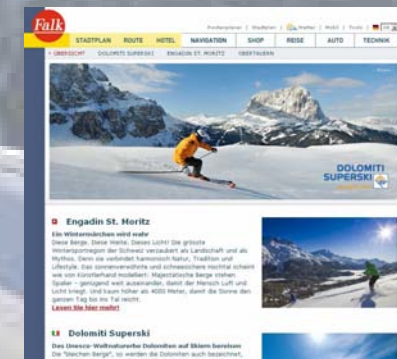 Falk
Routenplaner | Stadtplan | Wetter | Mobil | Tools |
STADTPLAN ROUTE HOTEL NAVIGATION SHOP REISE AUTO TECHNIK
ÜBERSICHT DOLOMITI SUPERSKI ENGADIN ST. MORITZ OBERTAUERN
DOLOMITI
SUPERSKI
Engadin St. Moritz
Ein Wintermärchen wird wahr
Diese Berge. Diese Weite. Dieses Licht! Die grösste
Wintersportregion der Schweiz verzaubert als Landschaft und als
Mythos. Denn sie verbindet harmonisch Natur, Tradition und
Lifestyle. Das sonnenverwöhnte und schneesichere Hochtal scheint
wie von Künstlerhand modelliert: Majestätische Berge stehen
Spalier - genügend weit auseinander, damit der Mensch Luft und
Licht kriegt. Und kaum höher als 4000 Meter, damit die Sonne den
ganzen Tag bis ins Tal reicht.
Lesen Sie hier mehr!
Dolomiti Superski
Das Unesco-Weltnaturerbe Dolomiten auf Skiern bereisen
Die "bleichen Berge", so werden die Dolomiten auch bezeichnet,